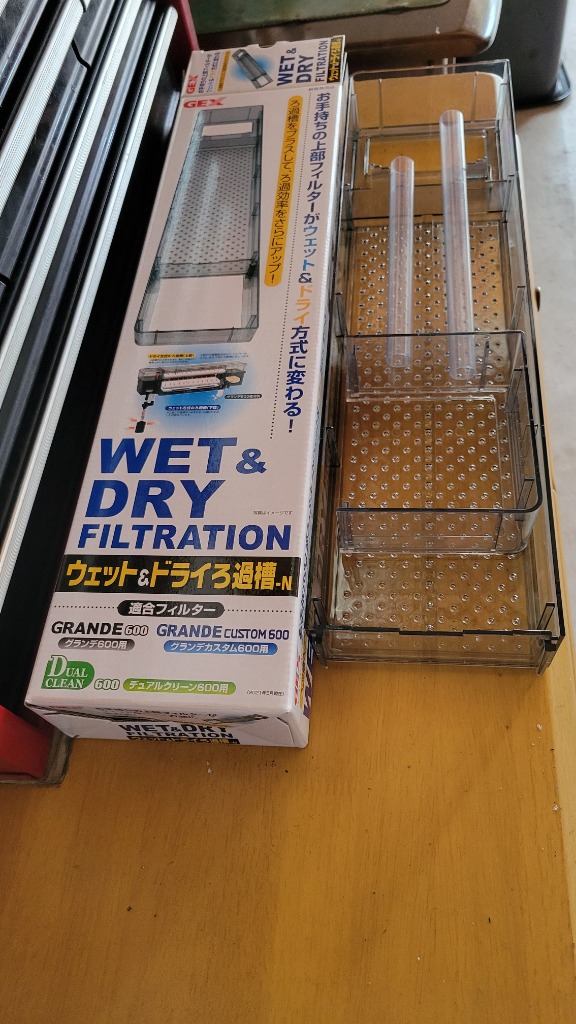 GEX
WET &
DRY
FILTRATION
GEX
お手持ちの上部フィルターがウェット&ドライ方式に変わる!
ろ過槽をプラスして、ろ過効率をさらにアップ!
WET &
DRY
FILTRATION
ウェット&ドライろ過槽-N
適合フィルター
GRANDE 600
グランデ600用
GRANDE CUSTOM 600
グランデカスタム600用
DUAL
CLEAN 600
デュアルクリーン600用
WET & DRY
FILTRATION